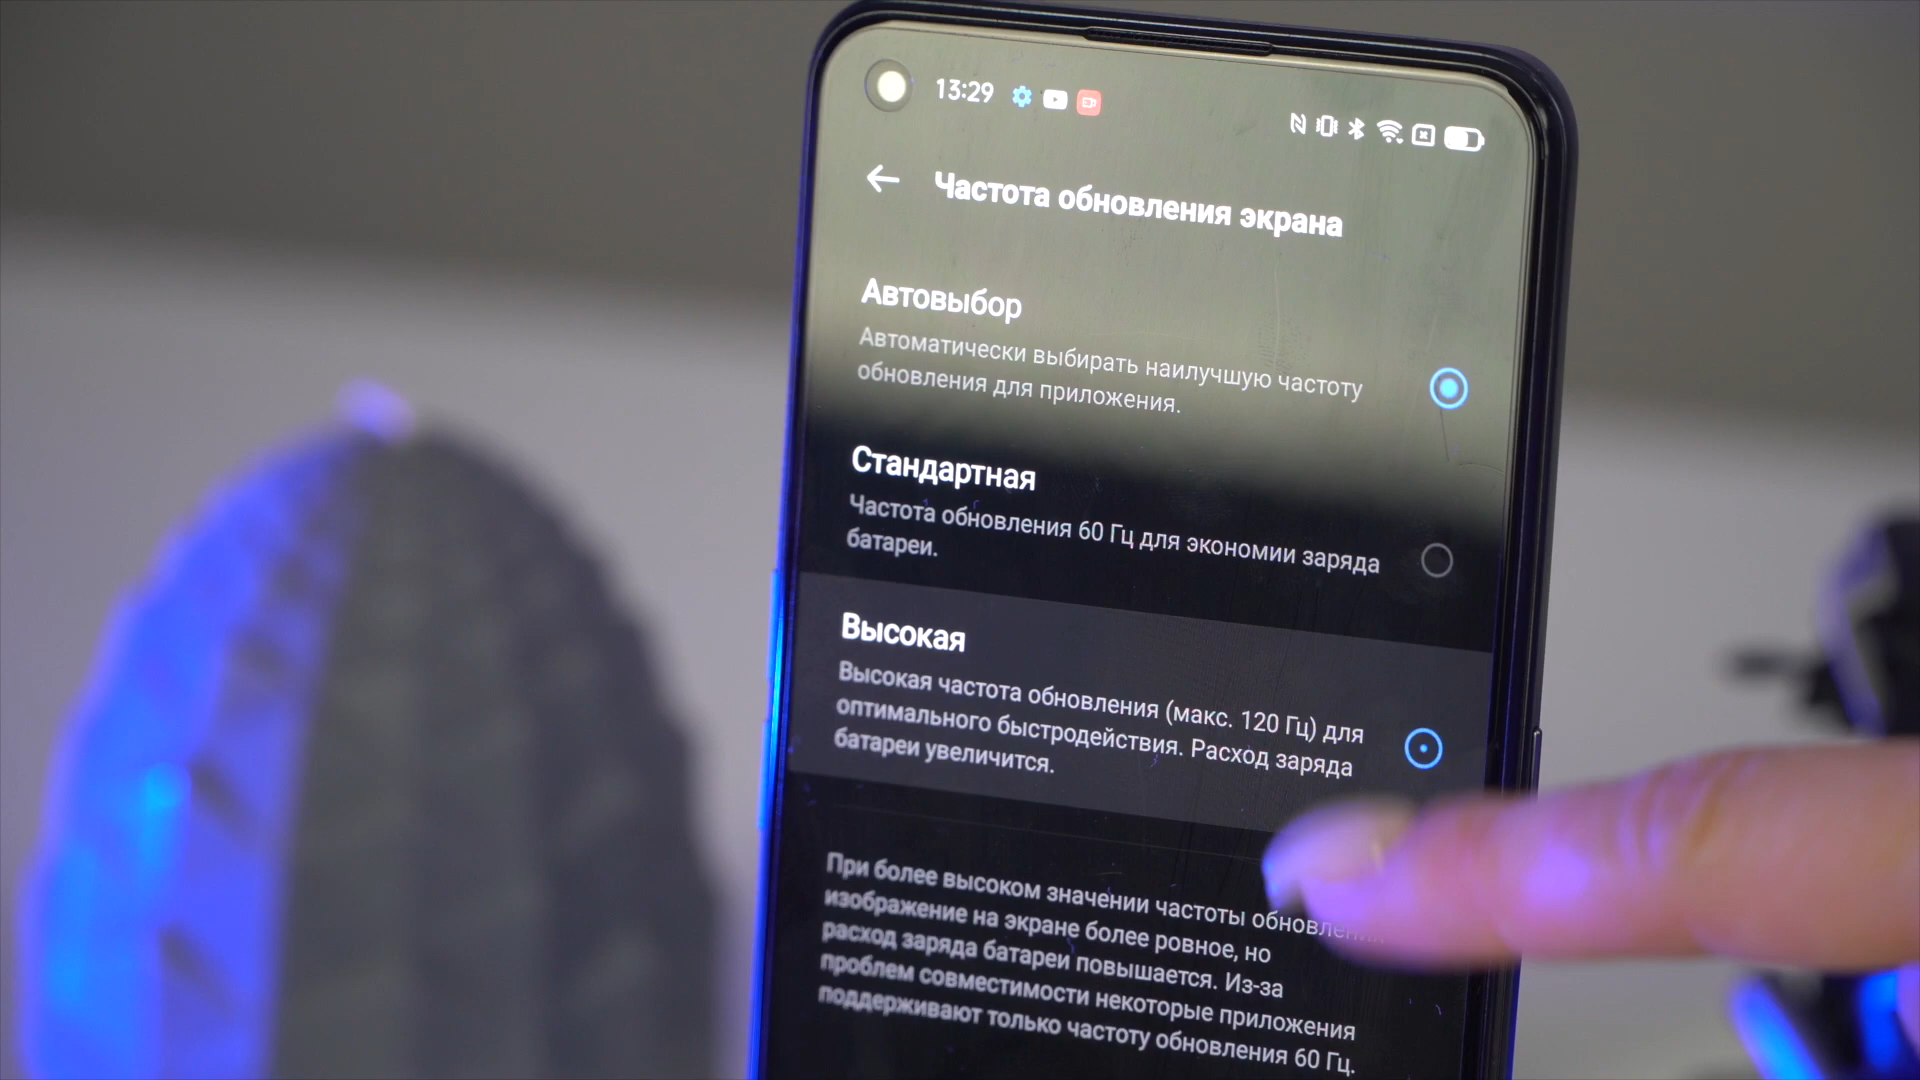 13:29
Частота обновления экрана
Автовыбор
Автоматически выбирать наилучшую частоту
обновления для приложения.
Стандартная
Частота обновления 60 Гц для экономии заряда
батареи.
Высокая
Высокая частота обновления (макс. 120 Гц) для
оптимального быстродействия. Расход заряда
батареи увеличится.
При более высоком значении частоты обновлении
изображение на экране более ровное, но
расход заряда батареи повышается. Из-за
проблем совместимости некоторые приложения
поддерживают только частоту обновления 60 Гц.